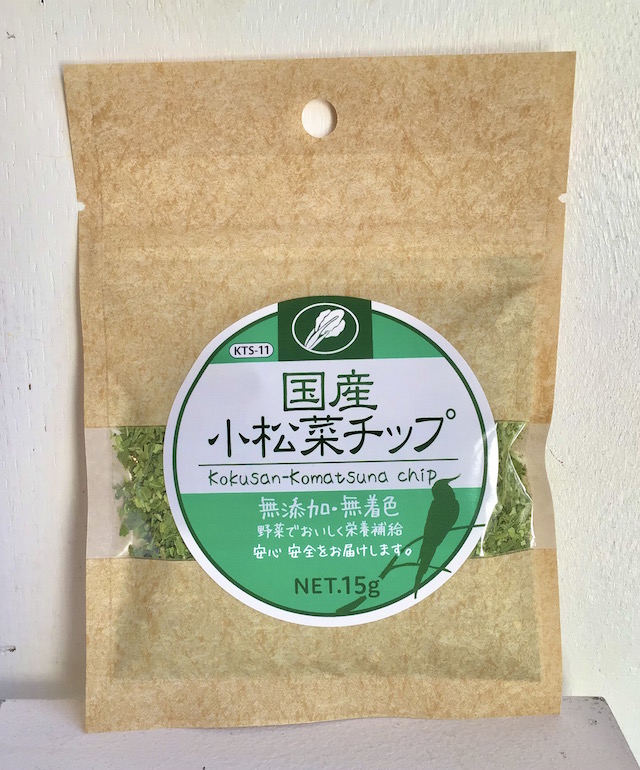 KTS-11
国産
小松菜チップ
Kokusan-Komatsuna chip
無添加・無着色
野菜でおいしく栄養補給
安心 安全をお届けします。
NET.15g